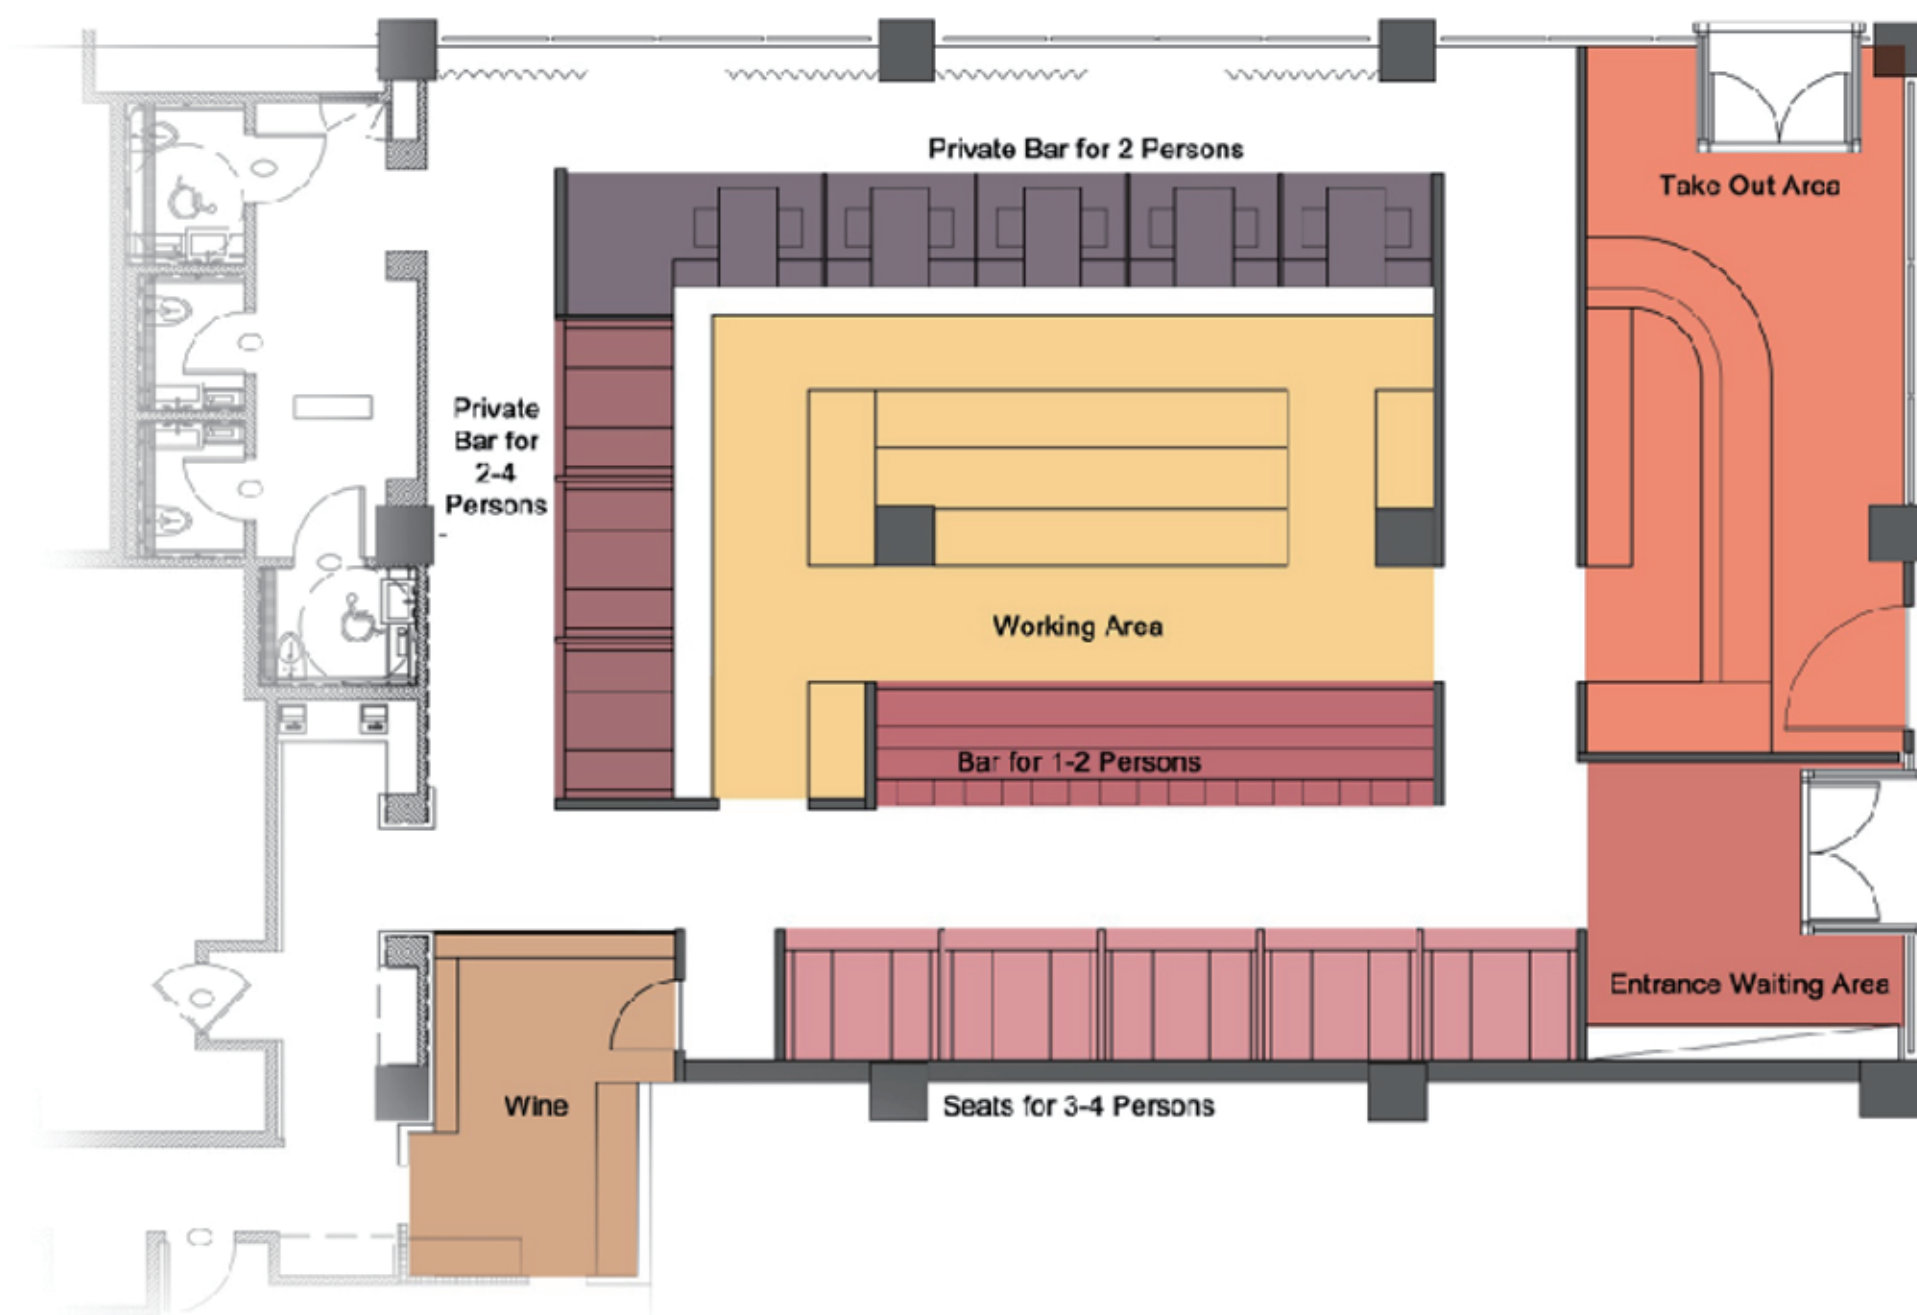 Private Bar for 2 Persons
Take Out Area
Private
Bar for
2-4
Persons
Working Area
Bar for 1-2 Persons
Entrance Waiting Area
Wine
Seats for 3-4 Persons